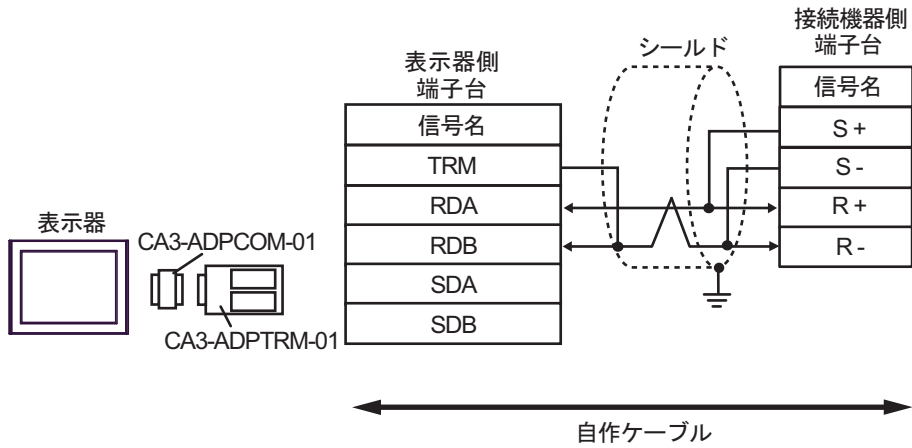 接続機器側
端子台
シールド
表示器側
端子台
信号名
信号名
S+
TRM
S-
RDA
R+
表示器
CA3-ADPCOM-01
RDB
R-
SDA
SDB
CA3-ADPTRM-01
自作ケーブル